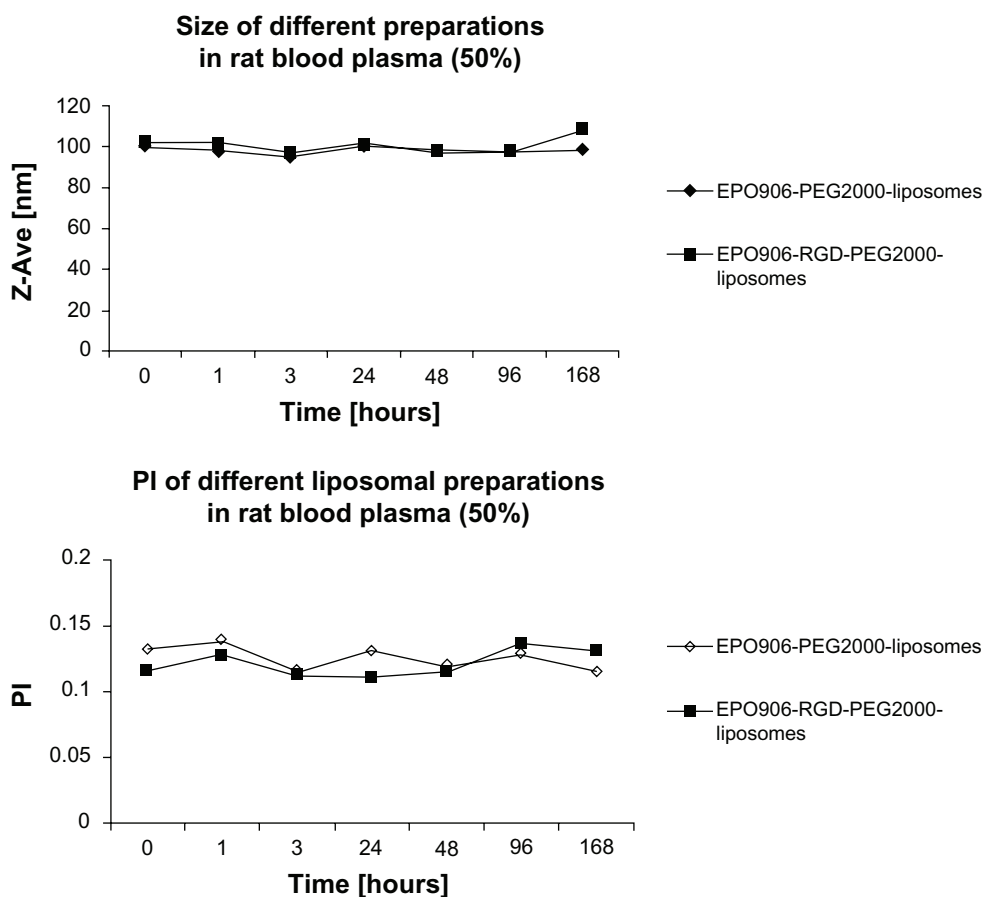 Size of different preparations
in rat blood plasma (50%)
120
100
80
60
40
20
0
Z-Ave [nm]
0 1 3 24 48 96 168
Time [hours]
EPO906-PEG2000-liposomes
EPO906-RGD-PEG2000-
liposomes
PI of different liposomal preparations
in rat blood plasma (50%)
0.2
0.15
0.1
0.05
0
PI
0 1 3 24 48 96 168
Time [hours]
EPO906-PEG2000-liposomes
EPO906-RGD-PEG2000-
liposomes